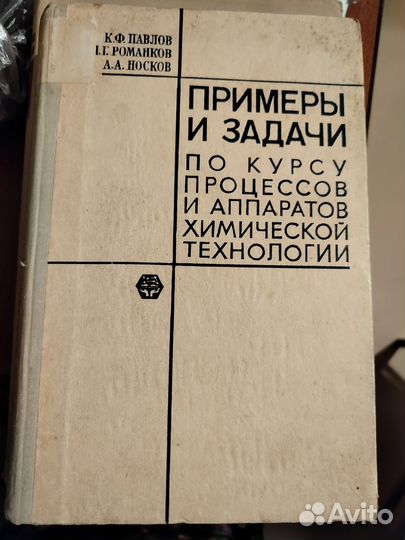 К.Ф. ПАВЛОВ
П.Г. РОМАНКОВ
А.А. НОСКОВ
ПРИМЕРЫ
И ЗАДАЧИ
ПО КУРСУ
ПРОЦЕССОВ
И АППАРАТОВ
ХИМИЧЕСКОЙ
ТЕХНОЛОГИИ
Avito